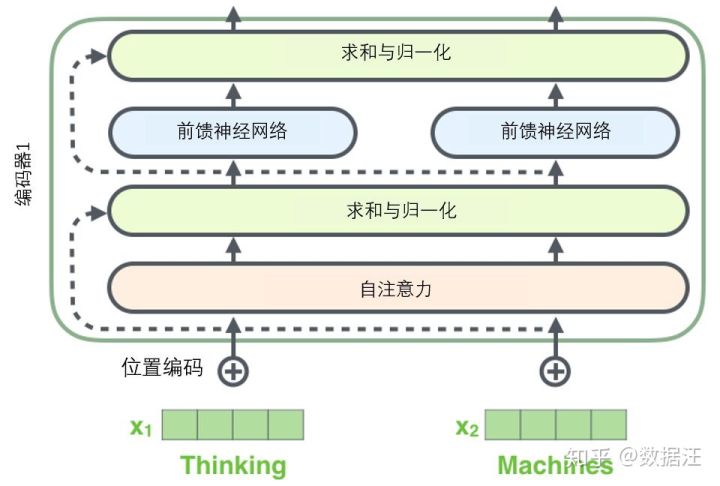 求和与归一化
前馈神经网络
前馈神经网络
编码器1
求和与归一化
自注意力
位置编码
x1
x2
Thinking
Machines
知乎 @数据汪